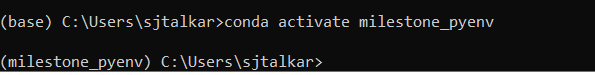 (base) C:\Users\sjtalkar>conda activate milestone_pyenv
(milestone_pyenv) C:\Users\sjtalkar>